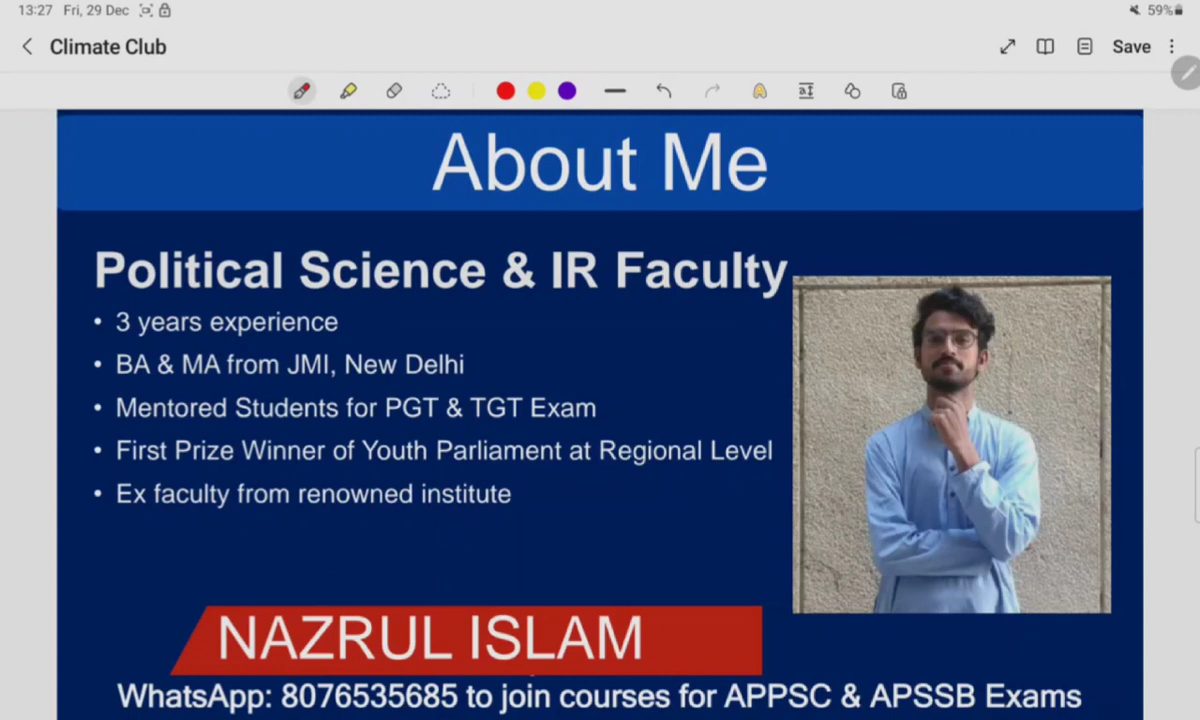 13:27 Fri, 29 Dec 59%
Climate Club Save
About Me
Political Science & IR Faculty
• 3 years experience
• BA & MA from JMI, New Delhi
• Mentored Students for PGT & TGT Exam
• First Prize Winner of Youth Parliament at Regional Level
• Ex faculty from renowned institute
NAZRUL ISLAM
WhatsApp: 8076535685 to join courses for APPSC & APSSB Exams